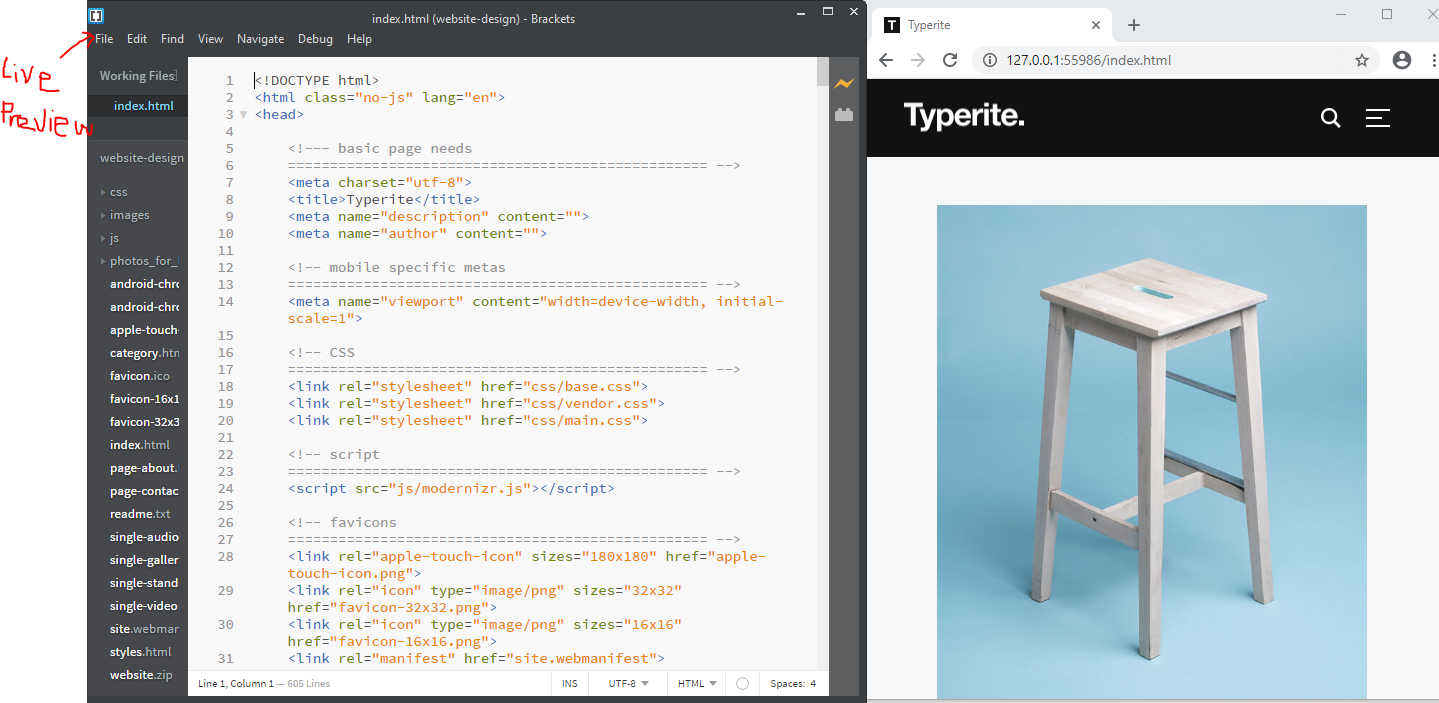 index.html (website-design) - Brackets
File Edit Find View Navigate Debug Help
Live
Preview
Working Files
index.html
website-design
css
images
js
photos_for_
android-chr
android-chr
apple-touch-
category.htm
favicon.ico
favicon-16x1
favicon-32x3
index.html
page-about.
page-contac
readme.txt
single-audio
single-galler
single-stand
single-video
site.webmar
styles.html
website.zip
1 <!DOCTYPE html>
2 <html class="no-js" lang="en">
3 <head>
4
5 <!--- basic page needs
6 ================================================== -->
7 <meta charset="utf-8">
8 <title>Typerite</title>
9 <meta name="description" content="">
10 <meta name="author" content="">
11
12 <!-- mobile specific metas
13 ================================================== -->
14 <meta name="viewport" content="width=device-width, initial-
scale=1">
15
16 <!-- CSS
17 ================================================== -->
18 <link rel="stylesheet" href="css/base.css">
19 <link rel="stylesheet" href="css/vendor.css">
20 <link rel="stylesheet" href="css/main.css">
21
22 <!-- script
23 ================================================== -->
24 <script src="js/modernizr.js"></script>
25
26 <!-- favicons
27 ================================================== -->
28 <link rel="apple-touch-icon" sizes="180x180" href="apple-
touch-icon.png">
29 <link rel="icon" type="image/png" sizes="32x32"
href="favicon-32x32.png">
30 <link rel="icon" type="image/png" sizes="16x16"
href="favicon-16x16.png">
31 <link rel="manifest" href="site.webmanifest">
Line 1, Column 1 — 605 Lines INS UTF-8 HTML Spaces: 4
T Typerite
127.0.0.1:55986/index.html
Typerite.